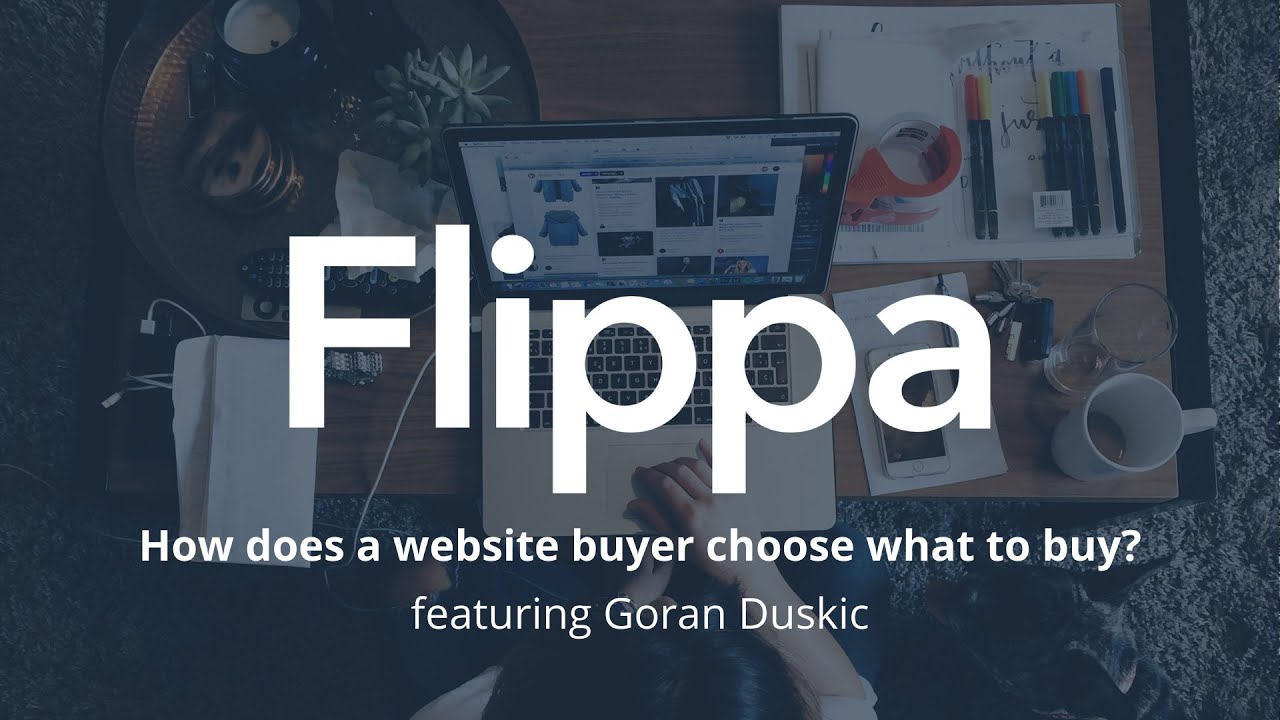 Flippa
How does a website buyer choose what to buy?
featuring Goran Duskic